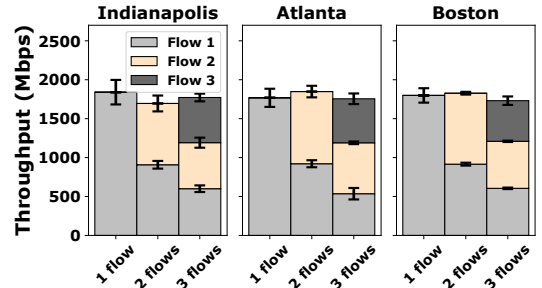 Indianapolis Atlanta Boston
Throughput (Mbps)
2500
2000
1500
1000
500
0
Flow 1
Flow 2
Flow 3
1 flow 2 flows 3 flows 1 flow 2 flows 3 flows 1 flow 2 flows 3 flows